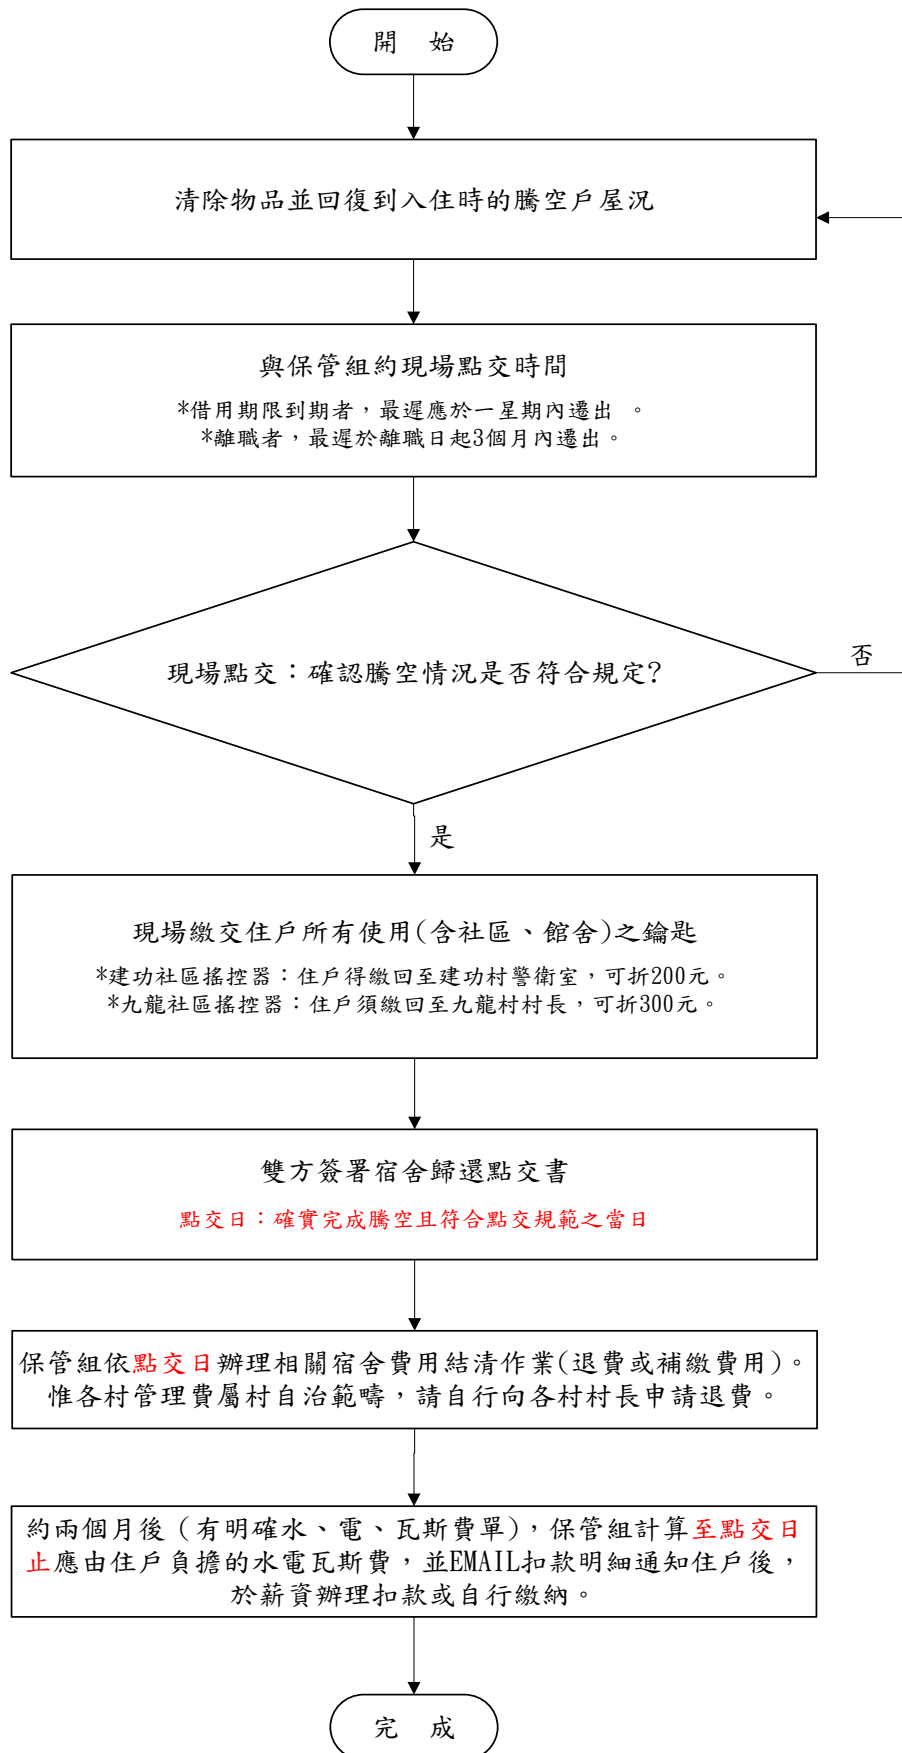 開 始
清除物品並回復到入住時的騰空戶屋況
與保管組約現場點交時間
*借用期限到期者，最遲應於一星期內遷出 。
*離職者，最遲於離職日起3個月內遷出。
現場點交：確認騰空情況是否符合規定?
否
是
現場繳交住戶所有使用(含社區、館舍)之鑰匙
*建功社區搖控器：住戶得繳回至建功村警衛室，可折200元。
*九龍社區搖控器：住戶須繳回至九龍村村長，可折300元。
雙方簽署宿舍歸還點交書
點交日：確實完成騰空且符合點交規範之當日
保管組依點交日辦理相關宿舍費用結清作業(退費或補繳費用)。
惟各村管理費屬村自治範疇，請自行向各村村長申請退費。
約兩個月後（有明確水、電、瓦斯費單)，保管組計算至點交日
止應由住戶負擔的水電瓦斯費，並EMAIL扣款明細通知住戶後，
於薪資辦理扣款或自行繳納。
完 成